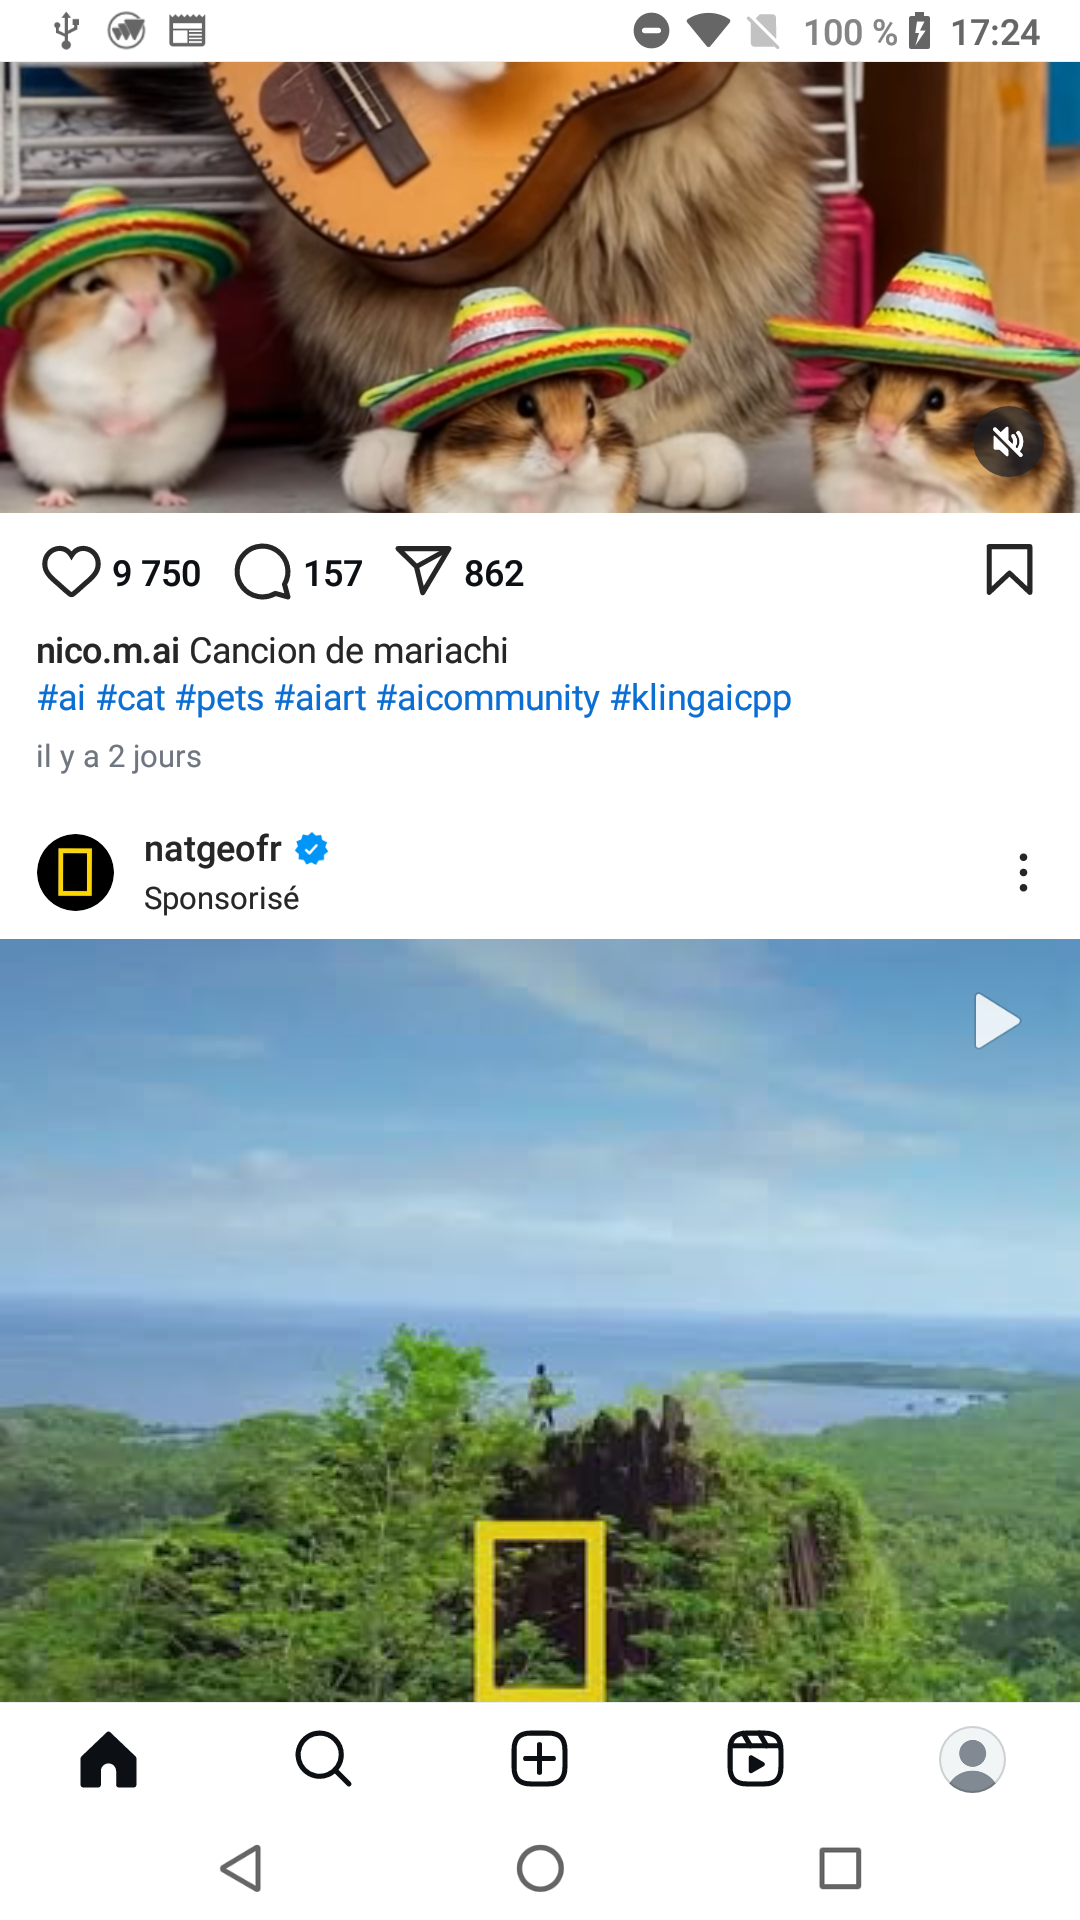 100 % 17:24
9 750 157 862
nico.m.ai Cancion de mariachi
#ai #cat #pets #aiart #aicommunity #klingaicpp
il y a 2 jours
natgeofr
Sponsorisé